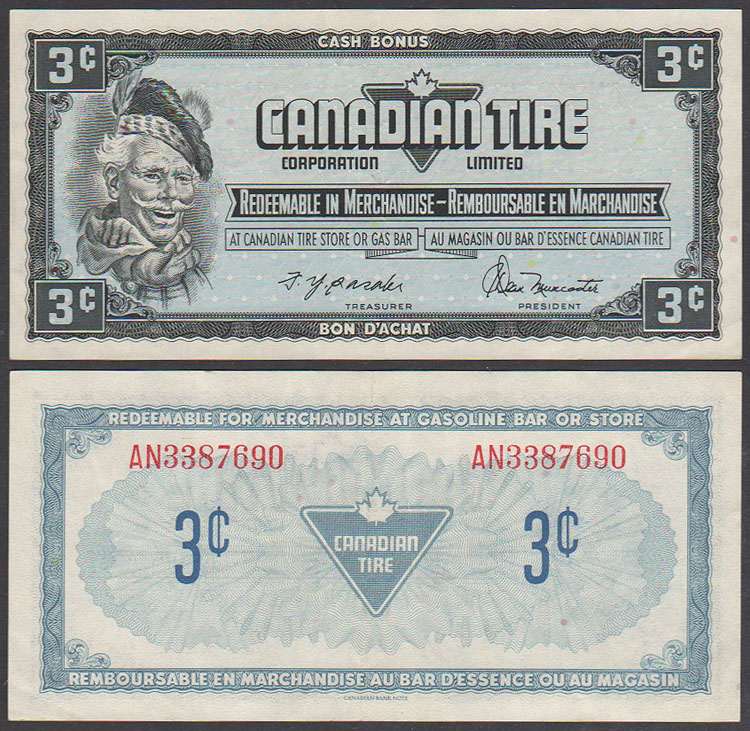 CASH BONUS
3¢ 3¢
CANADIAN TIRE
CORPORATION LIMITED
REDEEMABLE IN MERCHANDISE–REMBOURSABLE EN MARCHANDISE
AT CANADIAN TIRE STORE OR GAS BAR – AU MAGASIN OU BAR D'ESSENCE CANADIAN TIRE
TREASURER PRESIDENT
3¢ 3¢
BON D'ACHAT
REDEEMABLE FOR MERCHANDISE AT GASOLINE BAR OR STORE
AN3387690 AN3387690
3¢ 3¢
CANADIAN
TIRE
REMBOURSABLE EN MARCHANDISE AU BAR D'ESSENCE OU AU MAGASIN
CANADIAN BANK NOTE